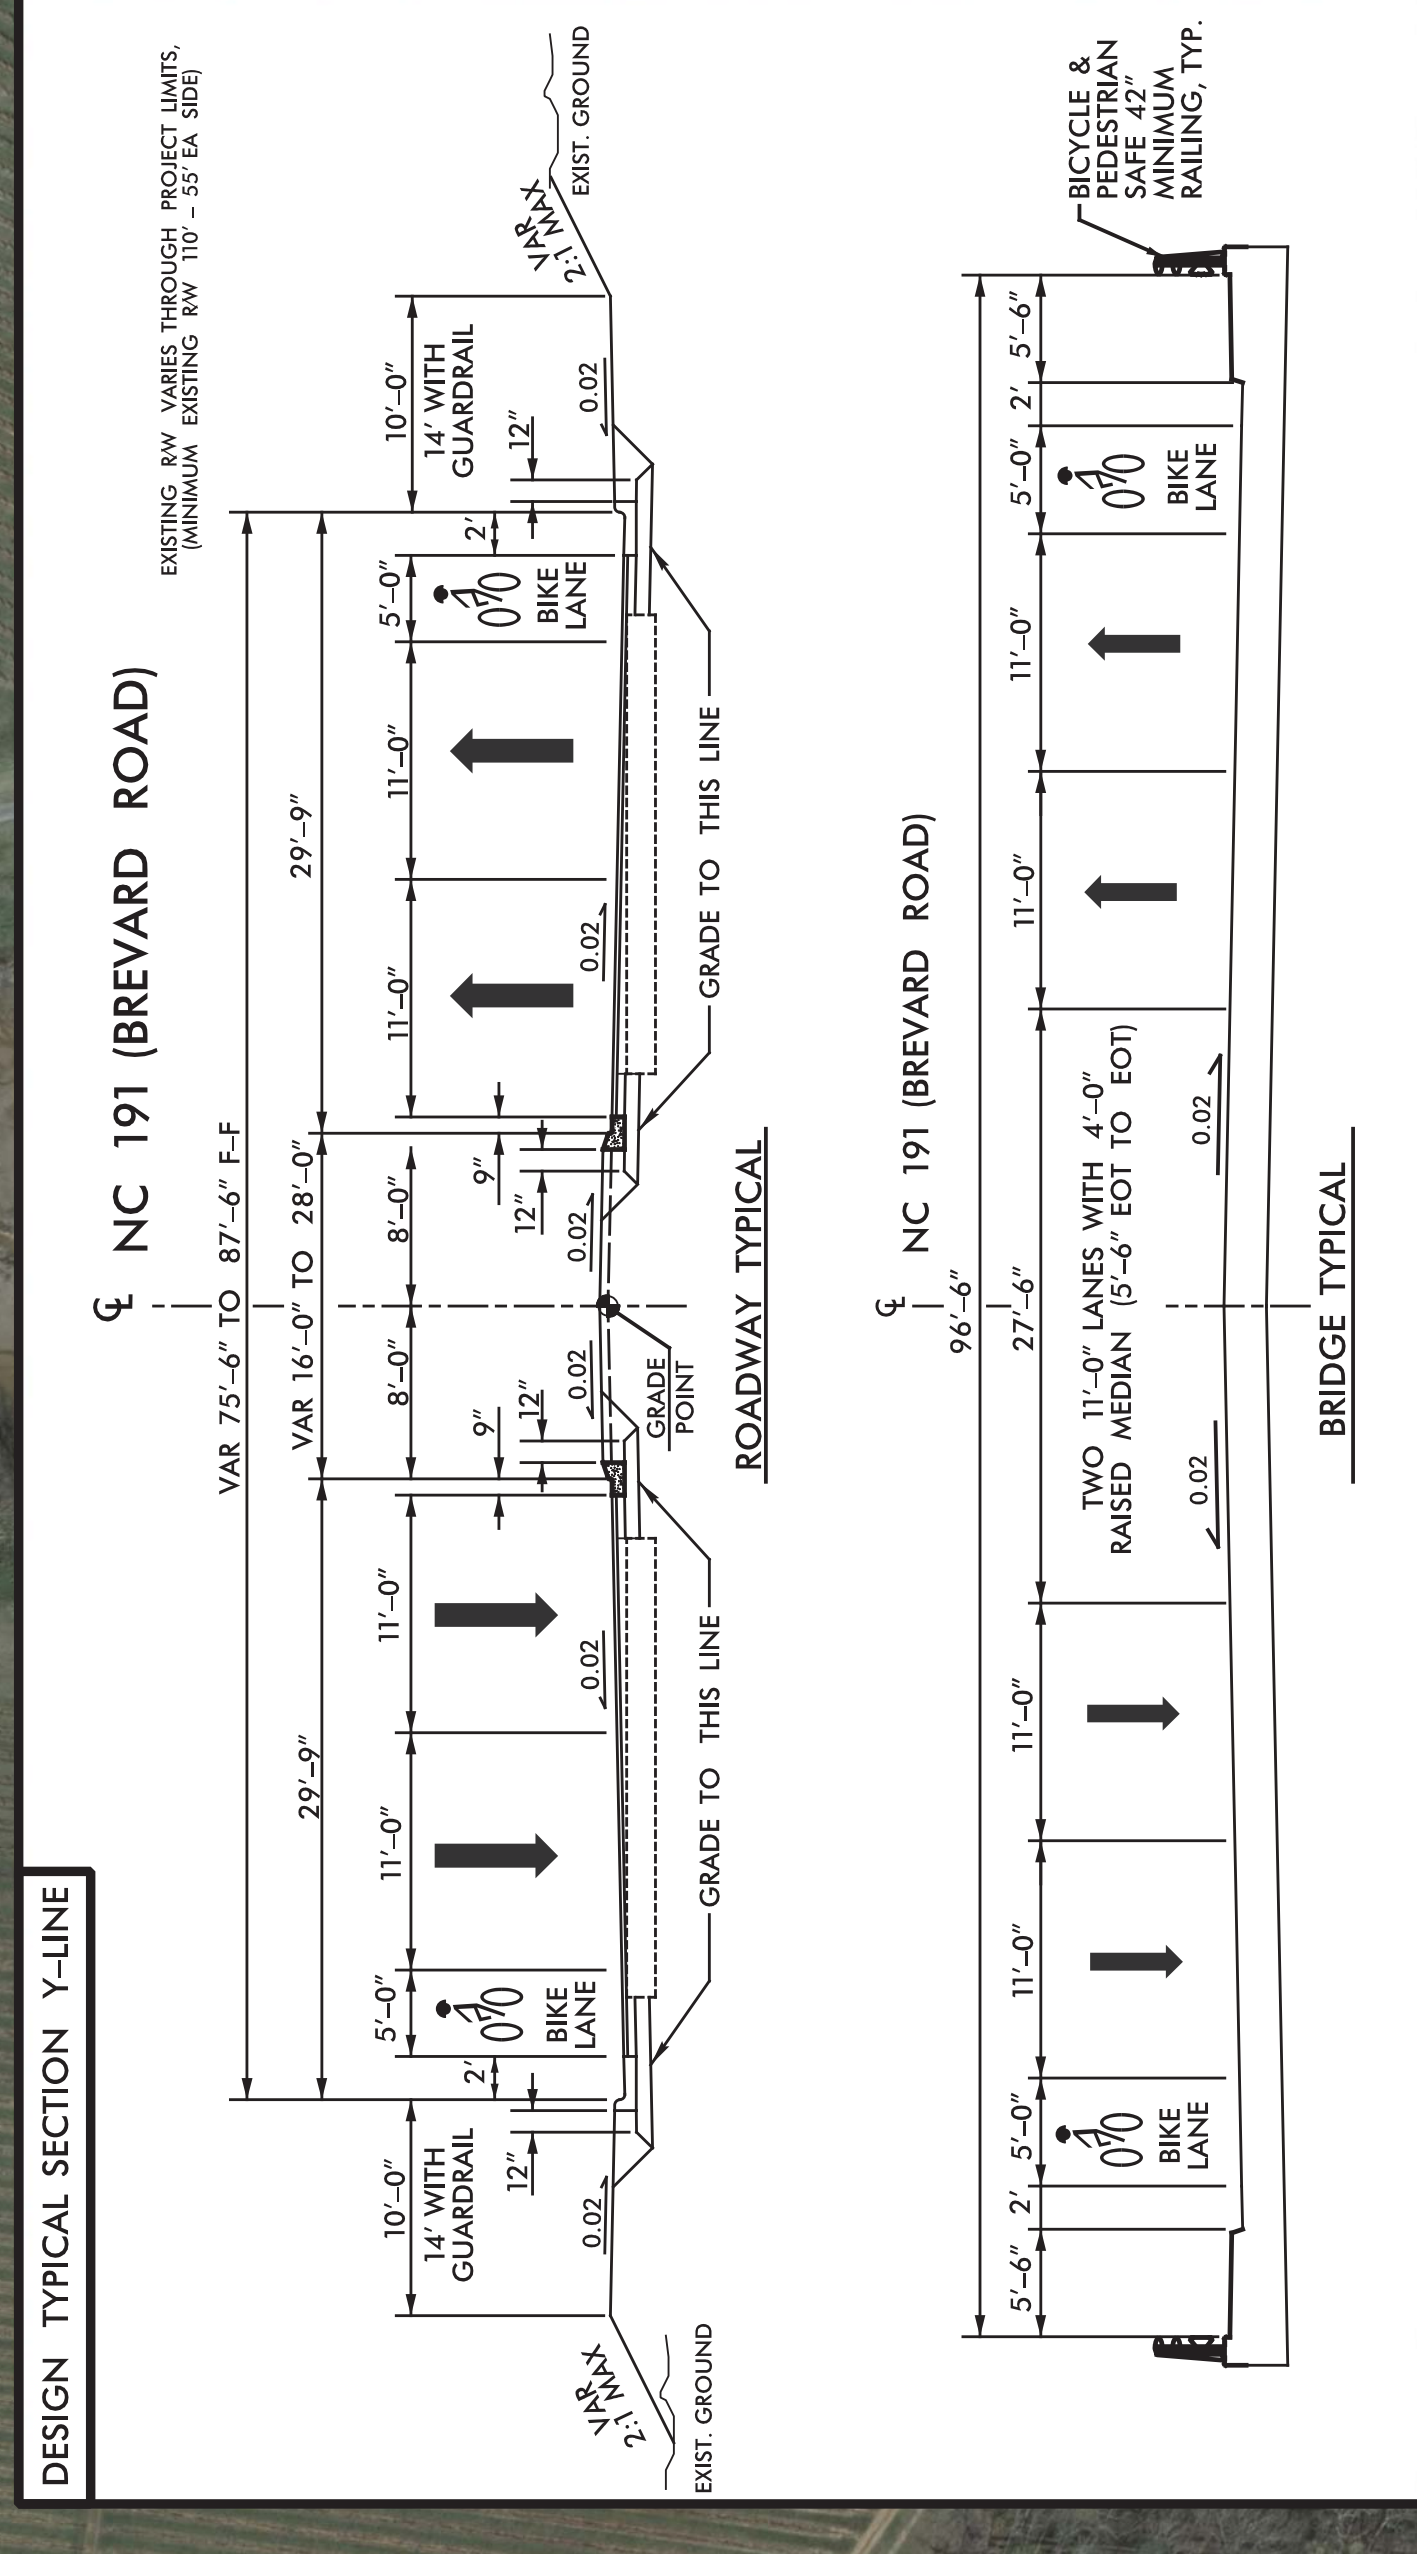 DESIGN TYPICAL SECTION Y–LINE
EXISTING R/W VARIES THROUGH PROJECT LIMITS,
(MINIMUM EXISTING R/W 110' – 55' EA SIDE)
℄ NC 191 (BREVARD ROAD)
VAR 75'–6" TO 87'–6" F–F
29'–9"
VAR 16'–0" TO 28'–0"
29'–9"
10'–0"
5'–0"
11'–0"
11'–0"
8'–0"
8'–0"
11'–0"
11'–0"
5'–0"
10'–0"
14' WITH
GUARDRAIL
2'
9"
9"
2'
14' WITH
GUARDRAIL
12"
12"
12"
12"
BIKE
LANE
BIKE
LANE
VAR.
2:1 MAX
0.02
0.02
0.02
0.02
0.02
0.02
VAR.
2:1 MAX
EXIST. GROUND
EXIST. GROUND
GRADE
POINT
GRADE TO THIS LINE
GRADE TO THIS LINE
ROADWAY TYPICAL
℄ NC 191 (BREVARD ROAD)
96'–6"
5'–6"
2'
5'–0"
11'–0"
11'–0"
27'–6"
11'–0"
11'–0"
5'–0"
2'
5'–6"
BICYCLE &
PEDESTRIAN
SAFE 42"
MINIMUM
RAILING, TYP.
TWO 11'–0" LANES WITH 4'–0"
RAISED MEDIAN (5'–6" EOT TO EOT)
BIKE
LANE
BIKE
LANE
0.02
0.02
BRIDGE TYPICAL